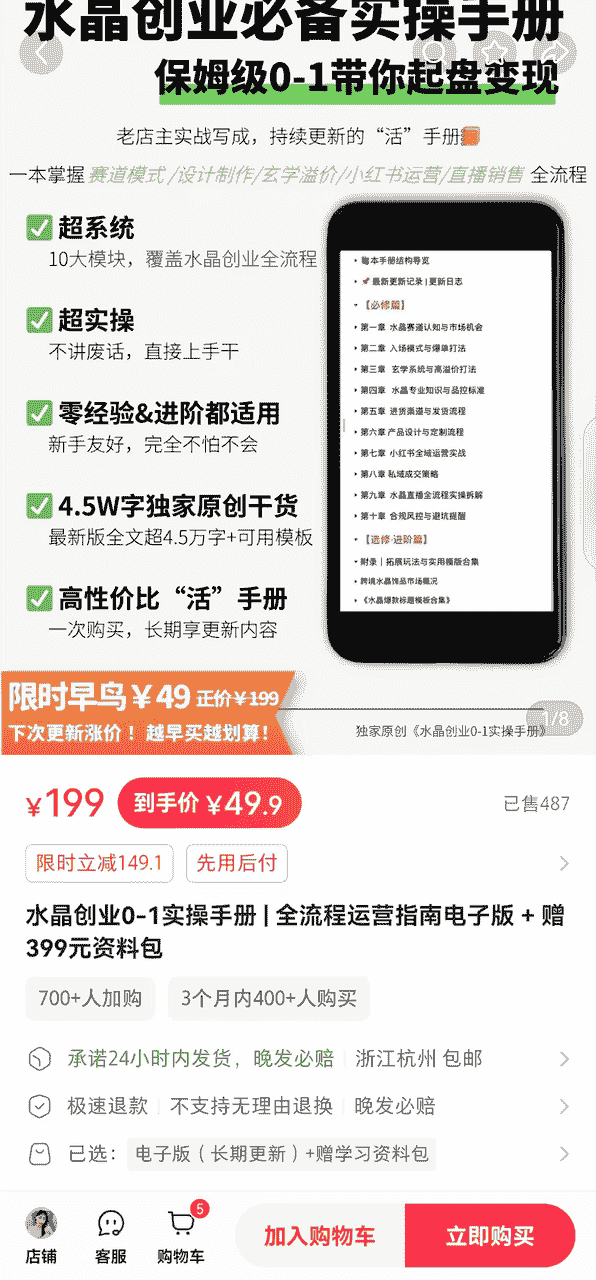 水晶创业必备实操手册
保姆级0-1带你起盘变现
老店主实战写成，持续更新的“活”手册
一本掌握 赛道模式/设计制作/玄学溢价/小红书运营/直播销售 全流程
超系统
10大模块，覆盖水晶创业全流程
超实操
不讲废话，直接上手干
零经验&进阶都适用
新手友好，完全不怕不会
4.5W字独家原创干货
最新版全文超4.5万字+可用模板
高性价比“活”手册
一次购买，长期享更新内容
本手册结构导览
最新更新记录 | 更新日志
【必修篇】
第一章 水晶赛道认知与市场机会
第二章 入场模式与爆单打法
第三章 玄学系统与高溢价打法
第四章 水晶专业知识与品控标准
第五章 进货渠道与发货流程
第六章 产品设计与定制流程
第七章 小红书全域运营实战
第八章 私域成交策略
第九章 水晶直播全流程实操拆解
第十章 合规风控与避坑提醒
【选修 进阶篇】
附录 | 拓展玩法与实用模版合集
跨境水晶饰品市场概况
《水晶爆款标题模板合集》
限时早鸟￥49 正价￥199
下次更新涨价！越早买越划算！
独家原创《水晶创业0-1实操手册》
1/8
¥199 到手价 ¥49.9
已售487
限时立减149.1 先用后付
水晶创业0-1实操手册 | 全流程运营指南电子版 + 赠
399元资料包
700+人加购 3个月内400+人购买
承诺24小时内发货，晚发必赔 浙江杭州 包邮
极速退款 不支持无理由退换 晚发必赔
已选： 电子版（长期更新）+赠学习资料包
5
店铺 客服 购物车 加入购物车 立即购买